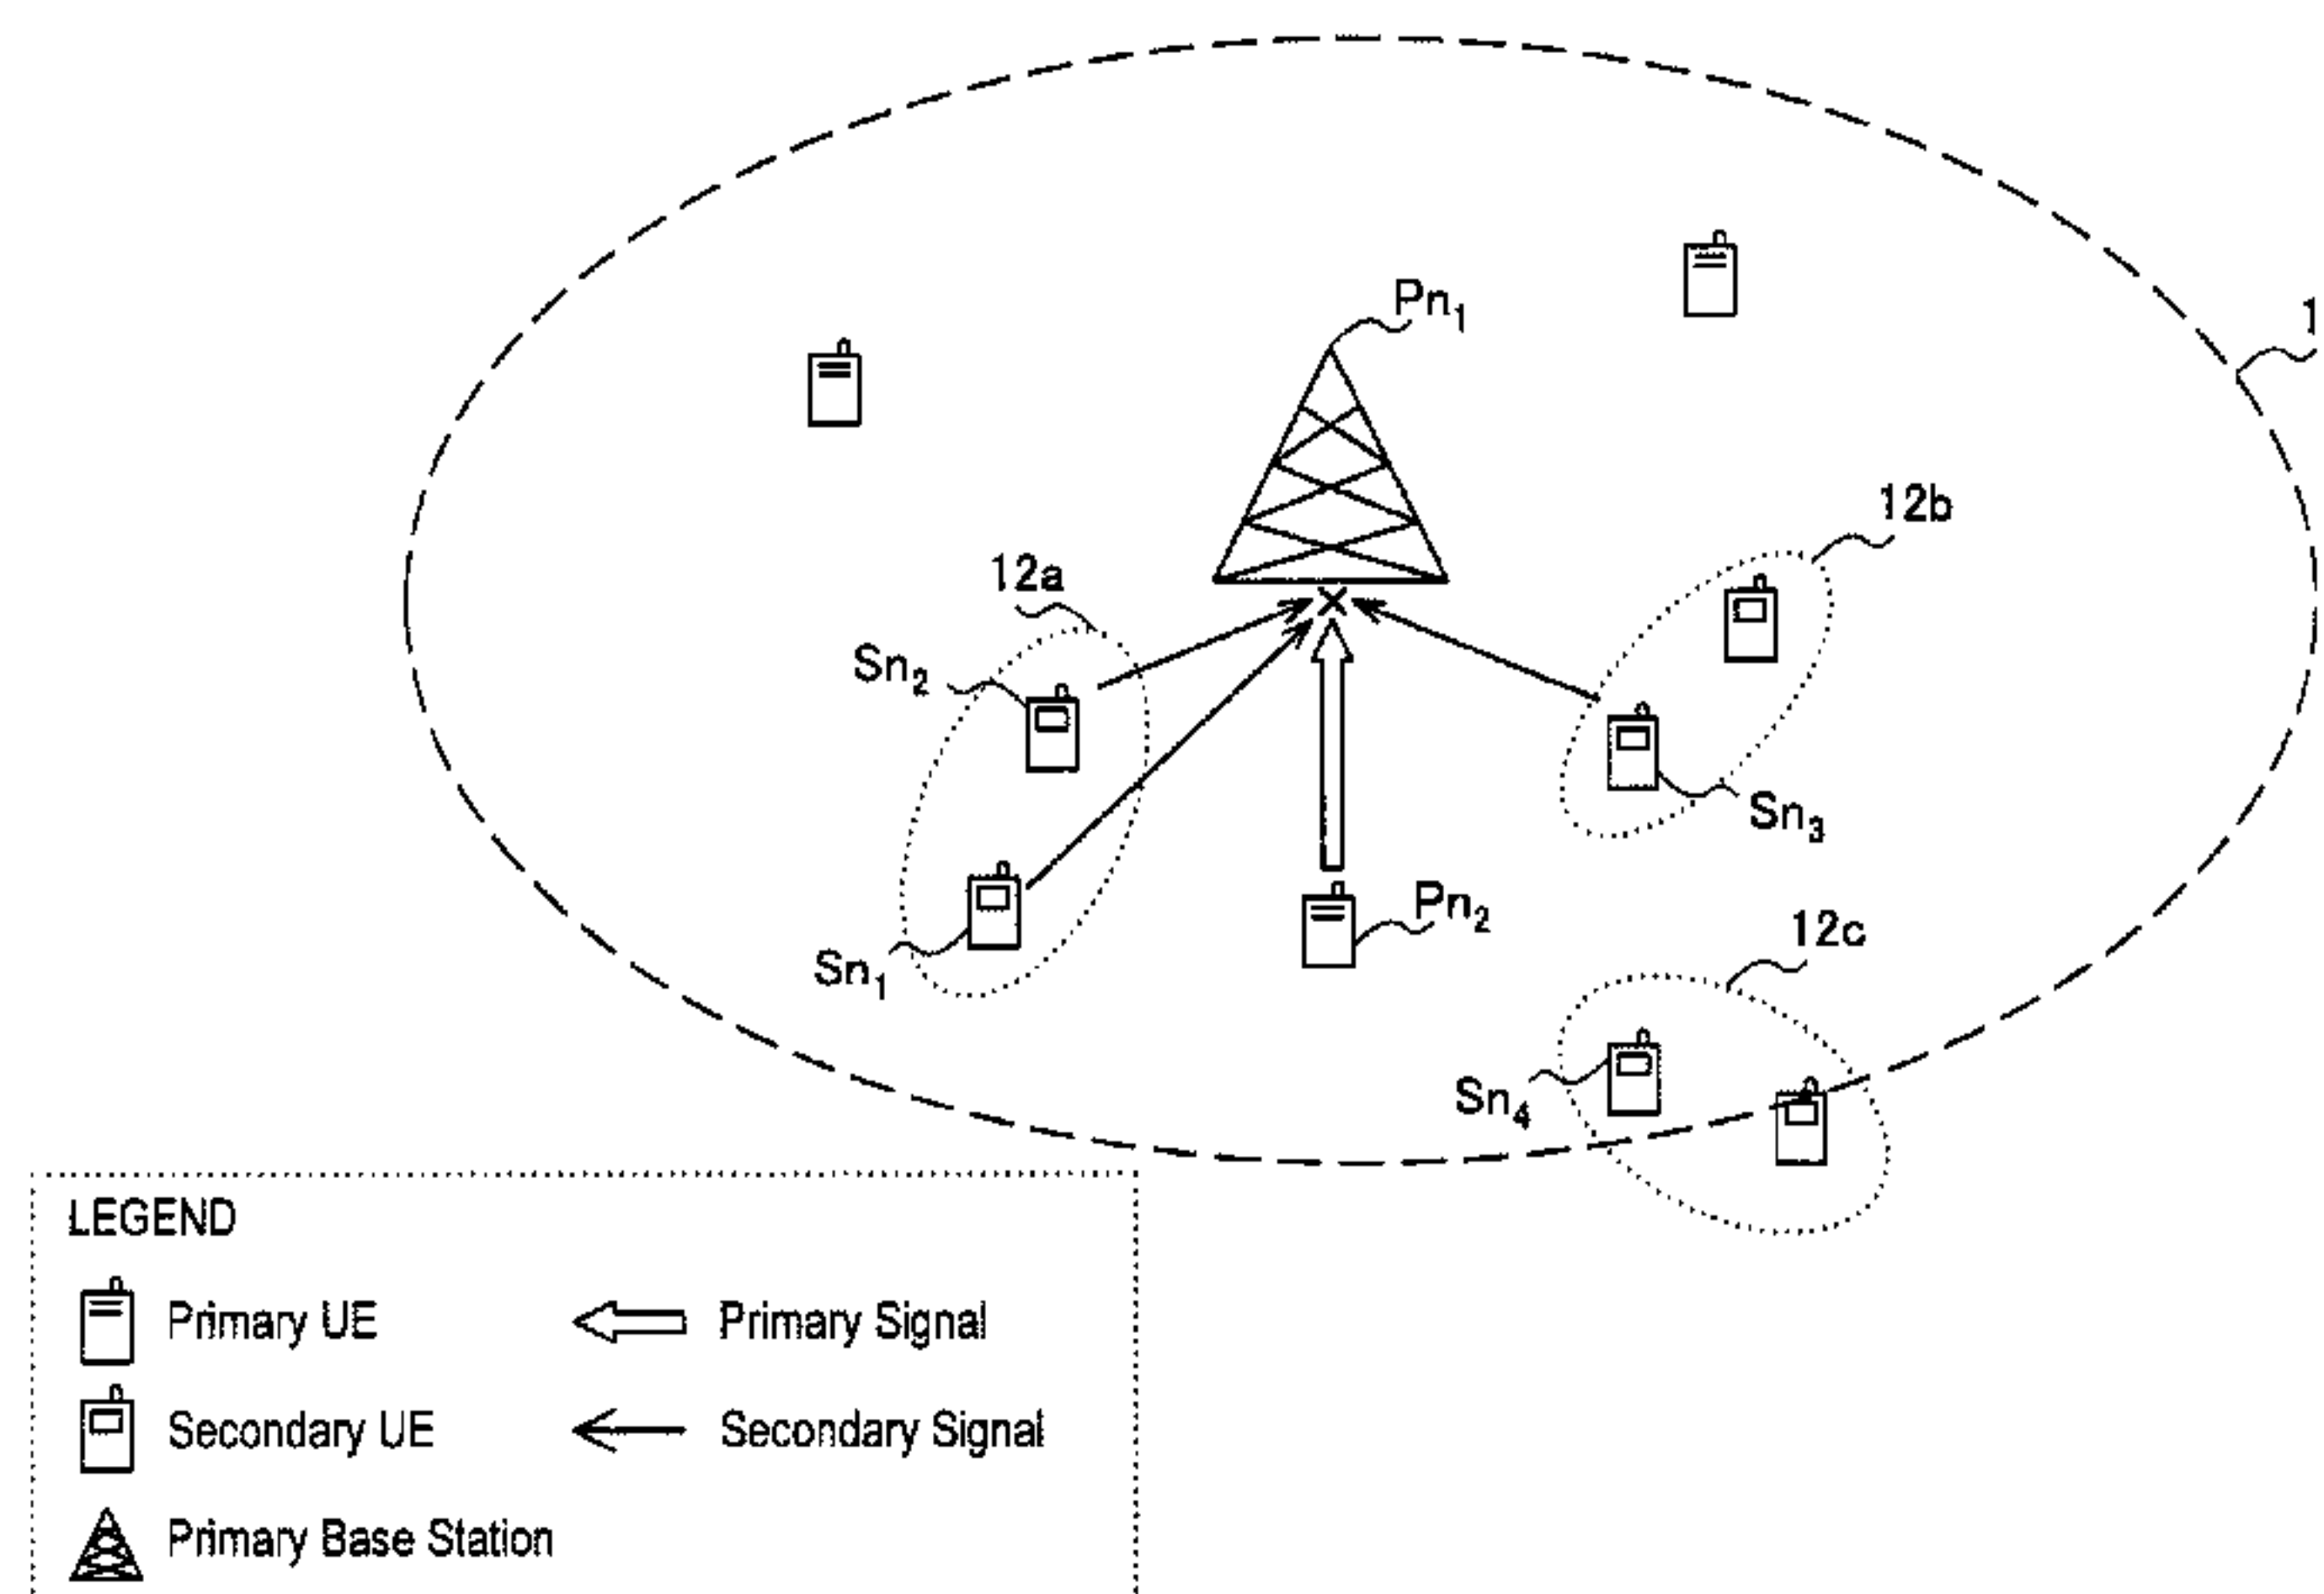 Pn₁
1
12b
12a
Sn₂
Sn₃
Pn₂
12c
Sn₁
Sn₄
LEGEND
Primary UE
Primary Signal
Secondary UE
Secondary Signal
Primary Base Station